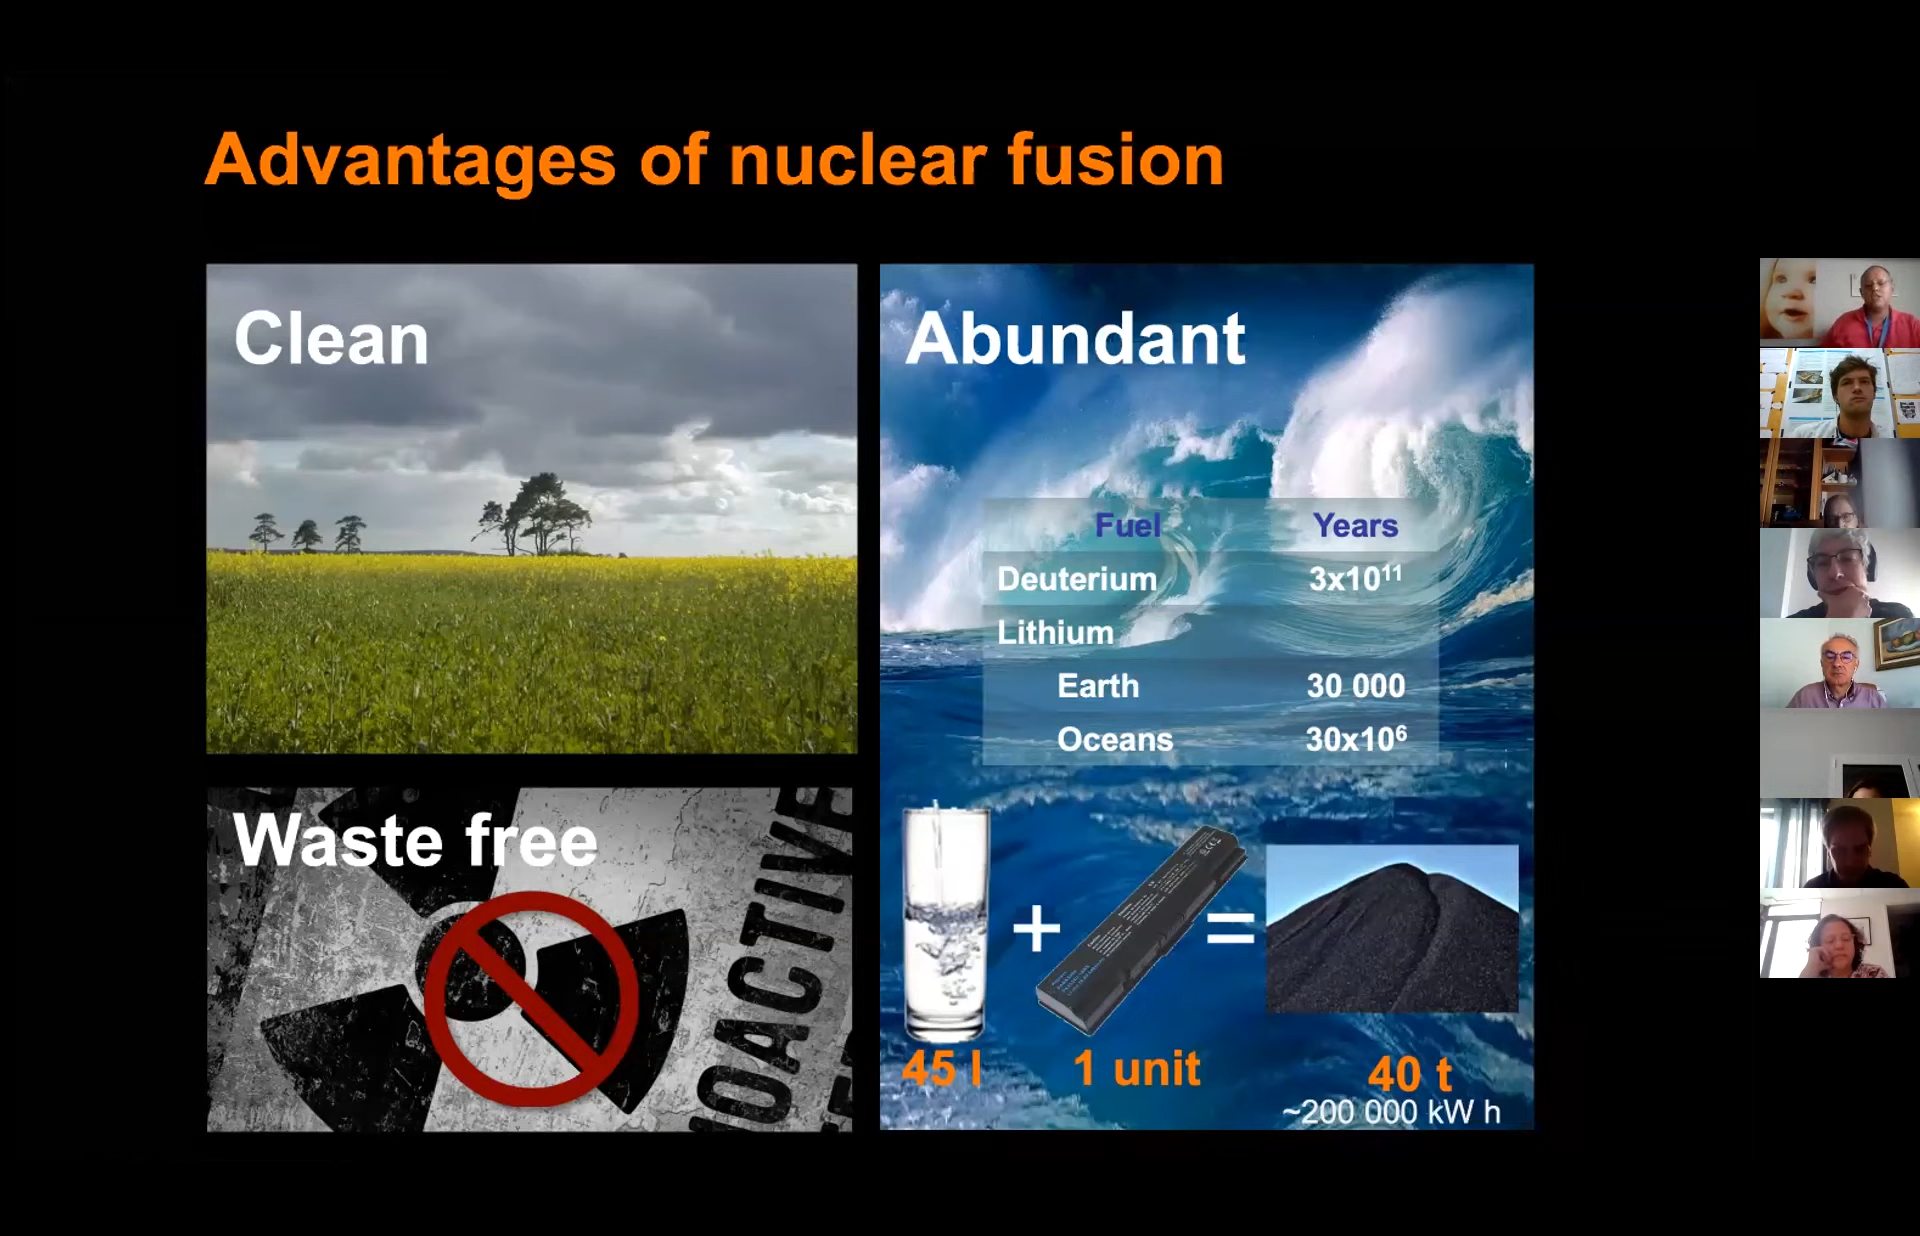 Advantages of nuclear fusion
Clean
Waste free
RADIOACTIVE
Abundant
Fuel Years
Deuterium 3x10¹¹
Lithium
Earth 30 000
Oceans 30x10⁶
+ =
45 l 1 unit 40 t
~200 000 kW h